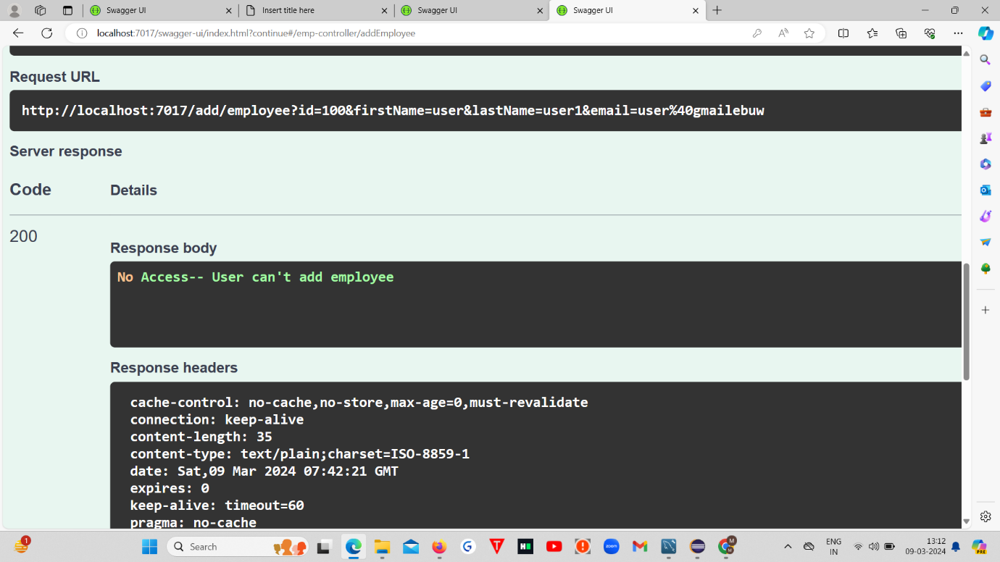 Swagger UI
Insert title here
Swagger UI
Swagger UI
localhost:7017/swagger-ui/index.html?continue#/emp-controller/addEmployee
Request URL
http://localhost:7017/add/employee?id=100&firstName=user&lastName=user1&email=user%40gmailebuw
Server response
Code Details
200
Response body
No Access-- User can't add employee
Response headers
cache-control: no-cache,no-store,max-age=0,must-revalidate
connection: keep-alive
content-length: 35
content-type: text/plain;charset=ISO-8859-1
date: Sat,09 Mar 2024 07:42:21 GMT
expires: 0
keep-alive: timeout=60
pragma: no-cache
1
Search
zoom
M
M
ENG
IN
13:12
09-03-2024
PRE